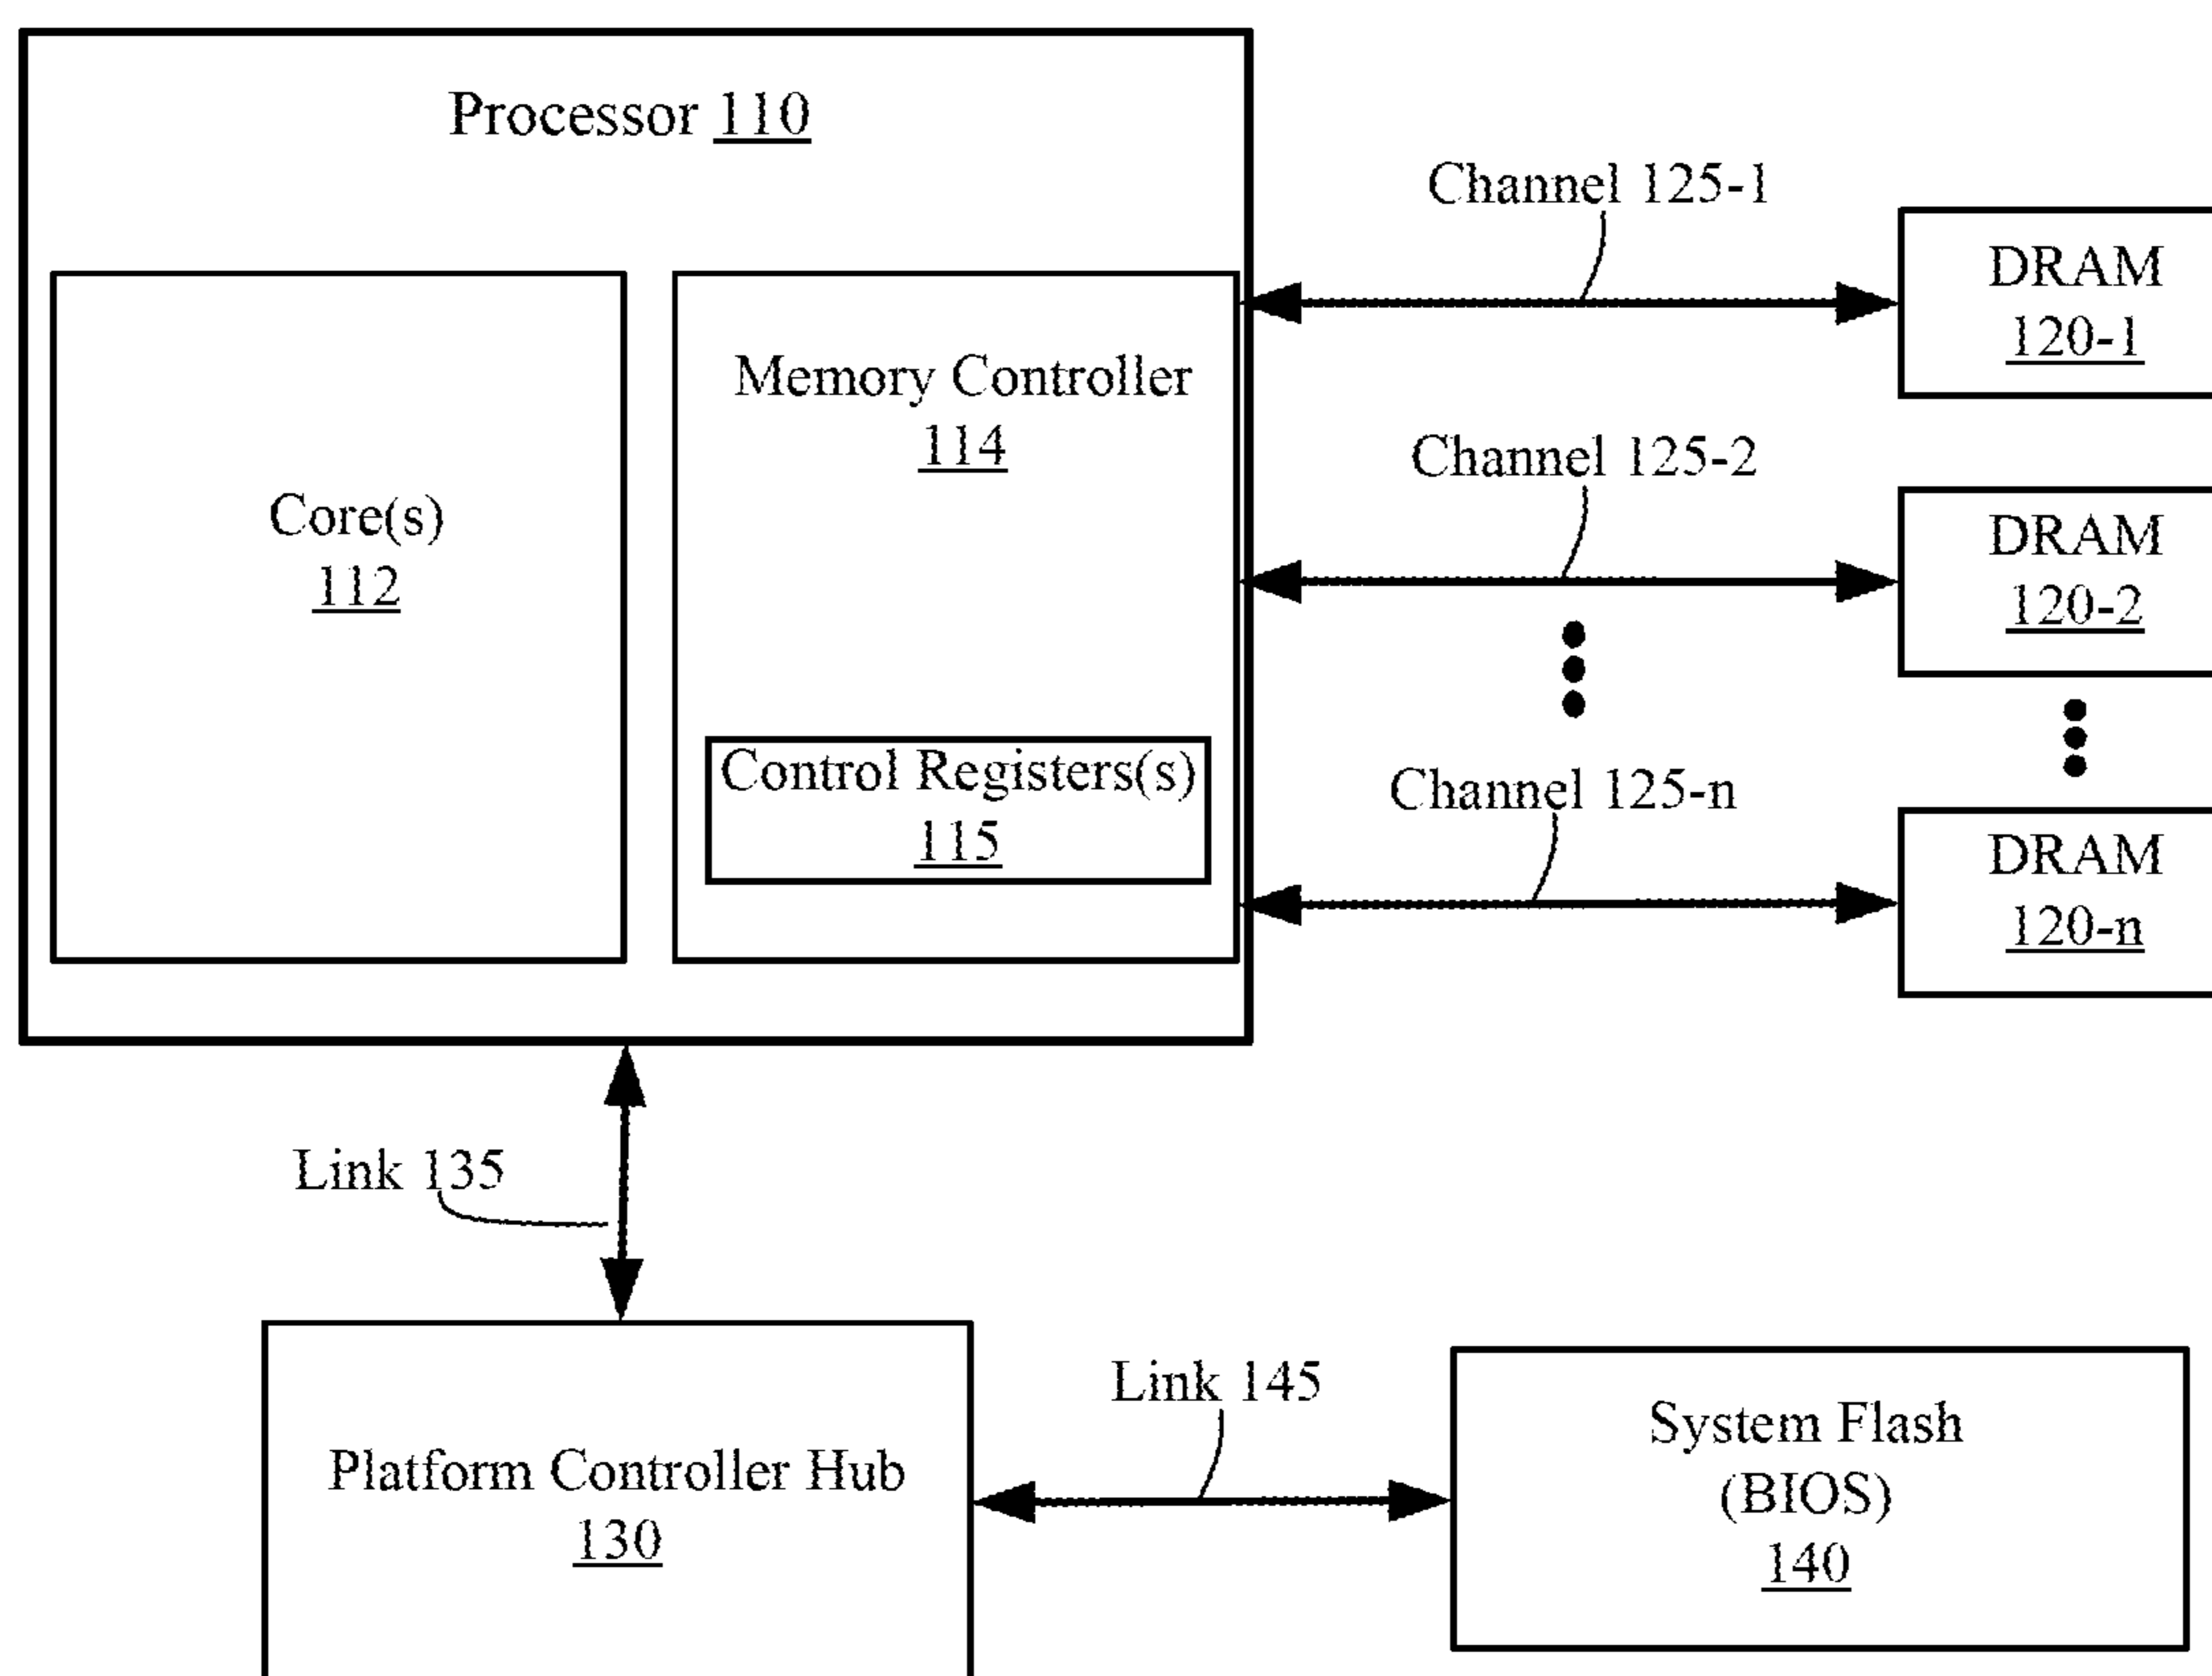 Processor 110
Channel 125-1
DRAM
120-1
Memory Controller
114
Channel 125-2
Core(s)
112
DRAM
120-2
Control Registers(s)
115
Channel 125-n
DRAM
120-n
Link 135
Link 145
Platform Controller Hub
130
System Flash
(BIOS)
140